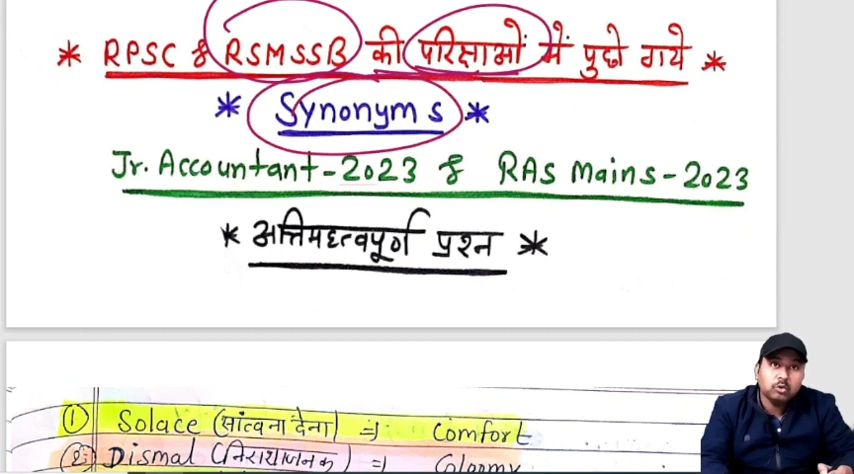 * RPSC & RSMSSB की परिक्षाओं में पुछे गये *
* Synonyms *
Jr. Accountant-2023 & RAS Mains-2023
* अतिमहत्वपूर्ण प्रश्न *
① Solace (सांत्वना देना) ⇒ Comfort
② Dismal (निराशाजनक) ⇒ Gloomy